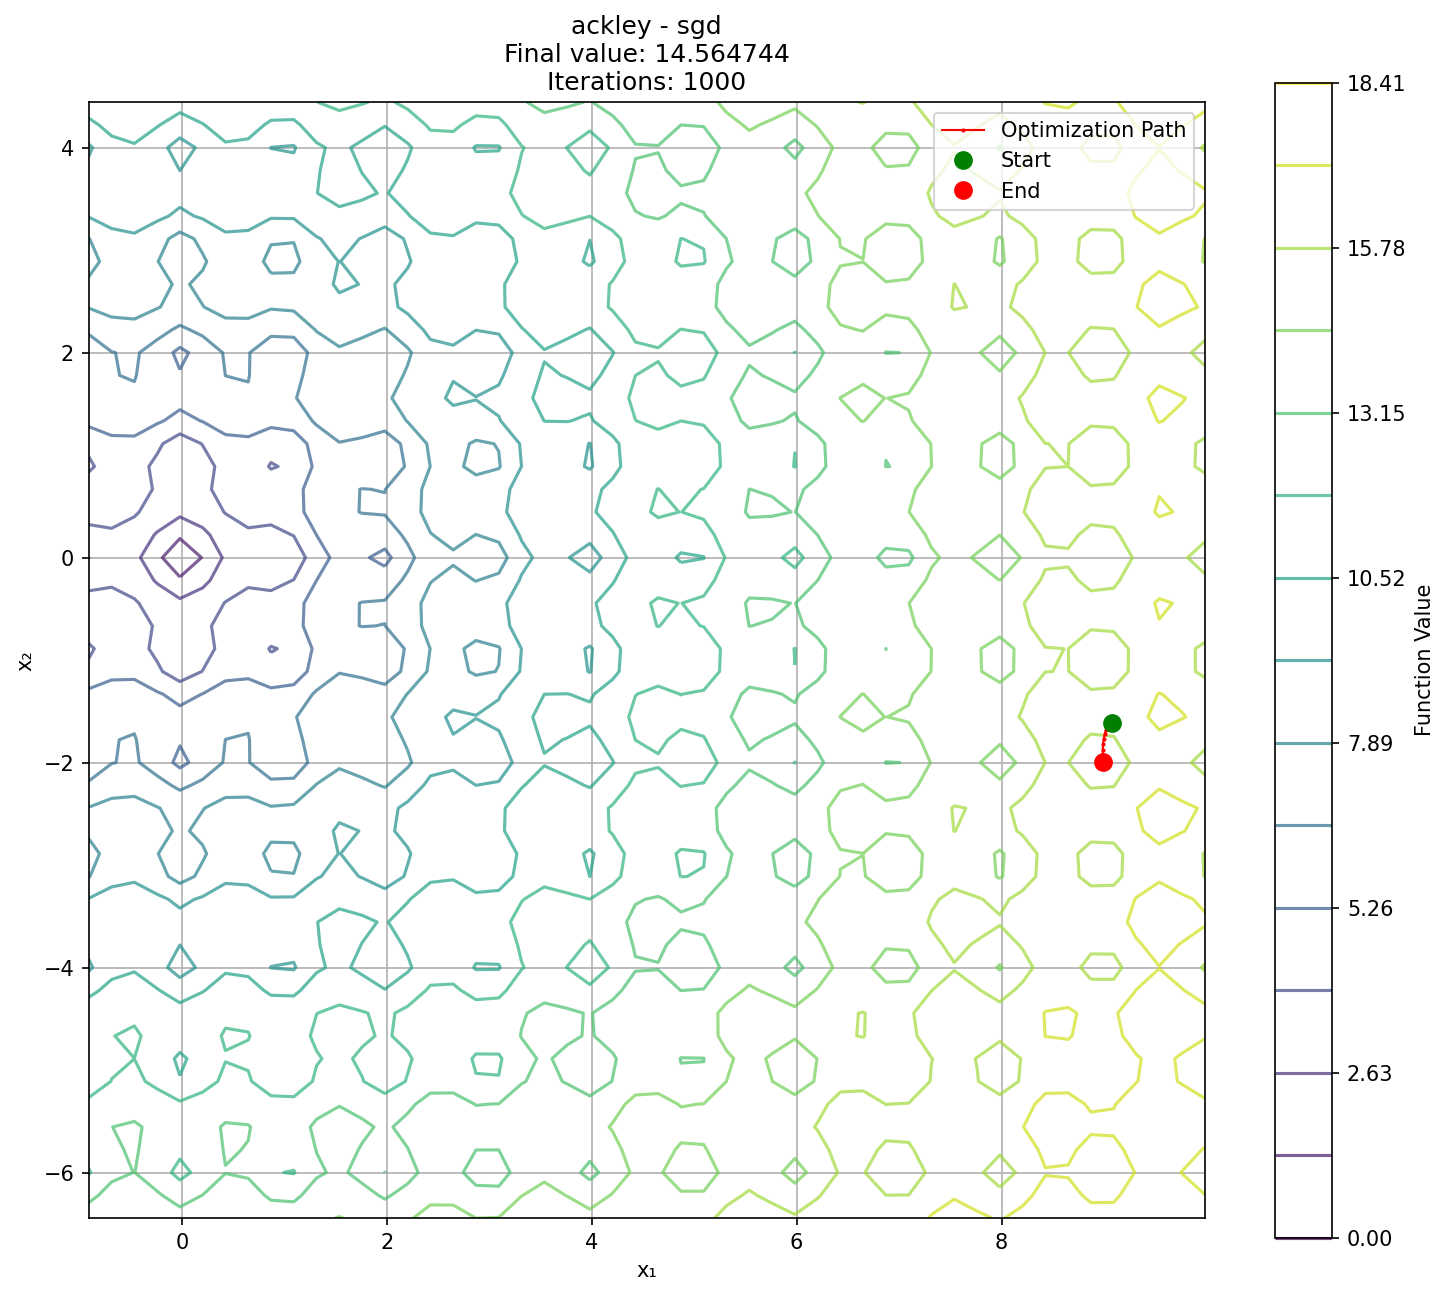 ackley - sgd
Final value: 14.564744
Iterations: 1000
Optimization Path
Start
End
4
2
0
−2
−4
−6
x₂
0
2
4
6
8
x₁
18.41
15.78
13.15
10.52
7.89
5.26
2.63
0.00
Function Value